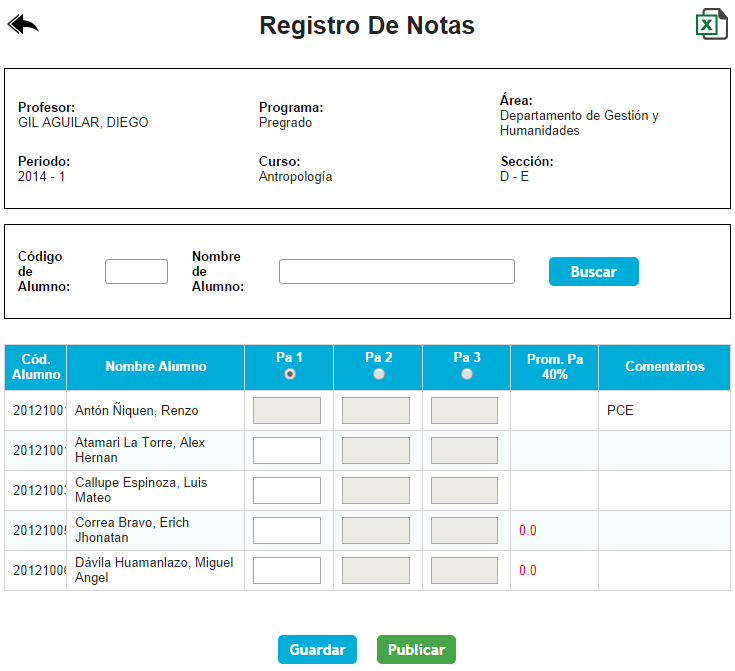 Registro De Notas
X
Profesor:
GIL AGUILAR, DIEGO
Programa:
Pregrado
Área:
Departamento de Gestión y
Humanidades
Periodo:
2014 - 1
Curso:
Antropología
Sección:
D - E
Código
de
Alumno:
Nombre
de
Alumno:
Buscar
Cód.
Alumno
Nombre Alumno
Pa 1
Pa 2
Pa 3
Prom. Pa
40%
Comentarios
20121001
Antón Ñiquen, Renzo
PCE
20121001
Atamari La Torre, Alex
Hernan
20121003
Callupe Espinoza, Luis
Mateo
20121005
Correa Bravo, Erich
Jhonatan
0.0
20121006
Dávila Huamanlazo, Miguel
Angel
0.0
Guardar
Publicar